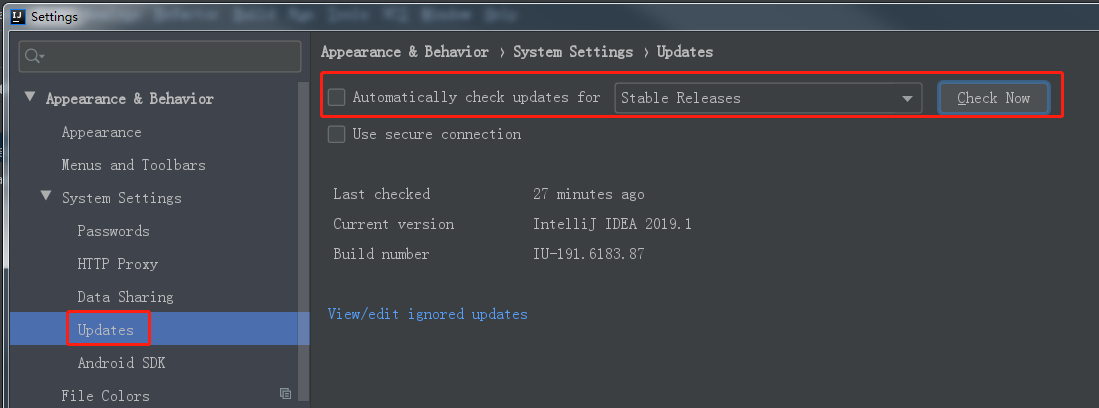 Settings
Appearance & Behavior › System Settings › Updates
Appearance & Behavior
Automatically check updates for
Stable Releases
Check Now
Appearance
Use secure connection
Menus and Toolbars
System Settings
Last checked 27 minutes ago
Passwords
Current version IntelliJ IDEA 2019.1
HTTP Proxy
Build number IU-191.6183.87
Data Sharing
Updates
View/edit ignored updates
Android SDK
File Colors